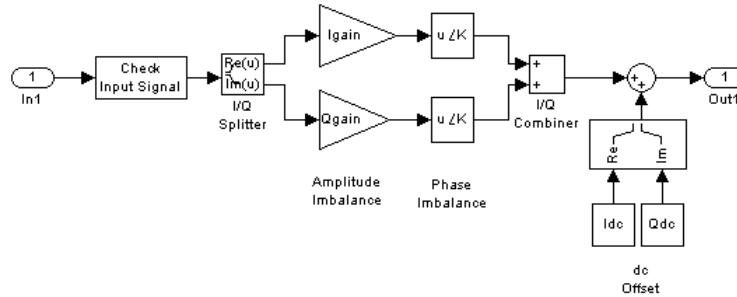 1
In1
Check
Input Signal
Re(u)
Im(u)
I/Q
Splitter
Igain
Qgain
u∠K
u∠K
Amplitude
Imbalance
Phase
Imbalance
+
+
I/Q
Combiner
+
+
1
Out1
Re
Im
Idc
Qdc
dc
Offset